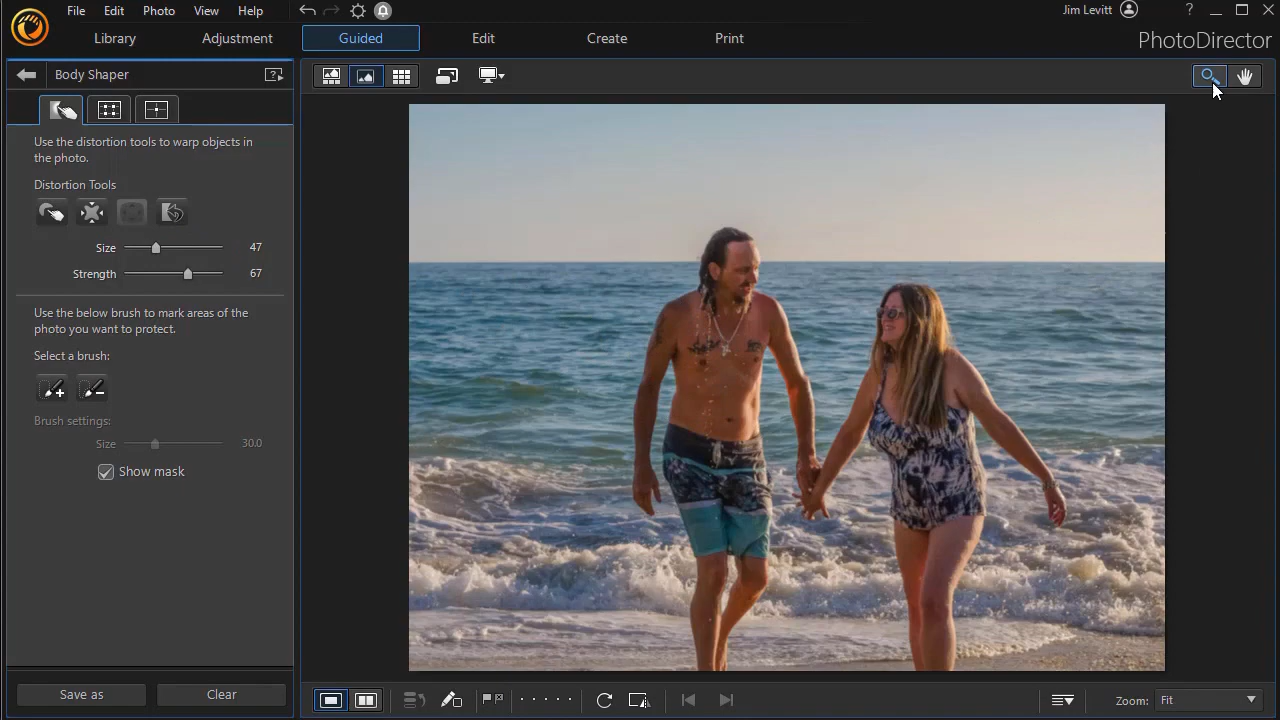 File Edit Photo View Help
Jim Levitt
?
Library Adjustment Guided Edit Create Print
PhotoDirector
Body Shaper
Use the distortion tools to warp objects in
the photo.
Distortion Tools
Size 47
Strength 67
Use the below brush to mark areas of the
photo you want to protect.
Select a brush:
Brush settings:
Size 30.0
Show mask
Save as Clear
Zoom: Fit